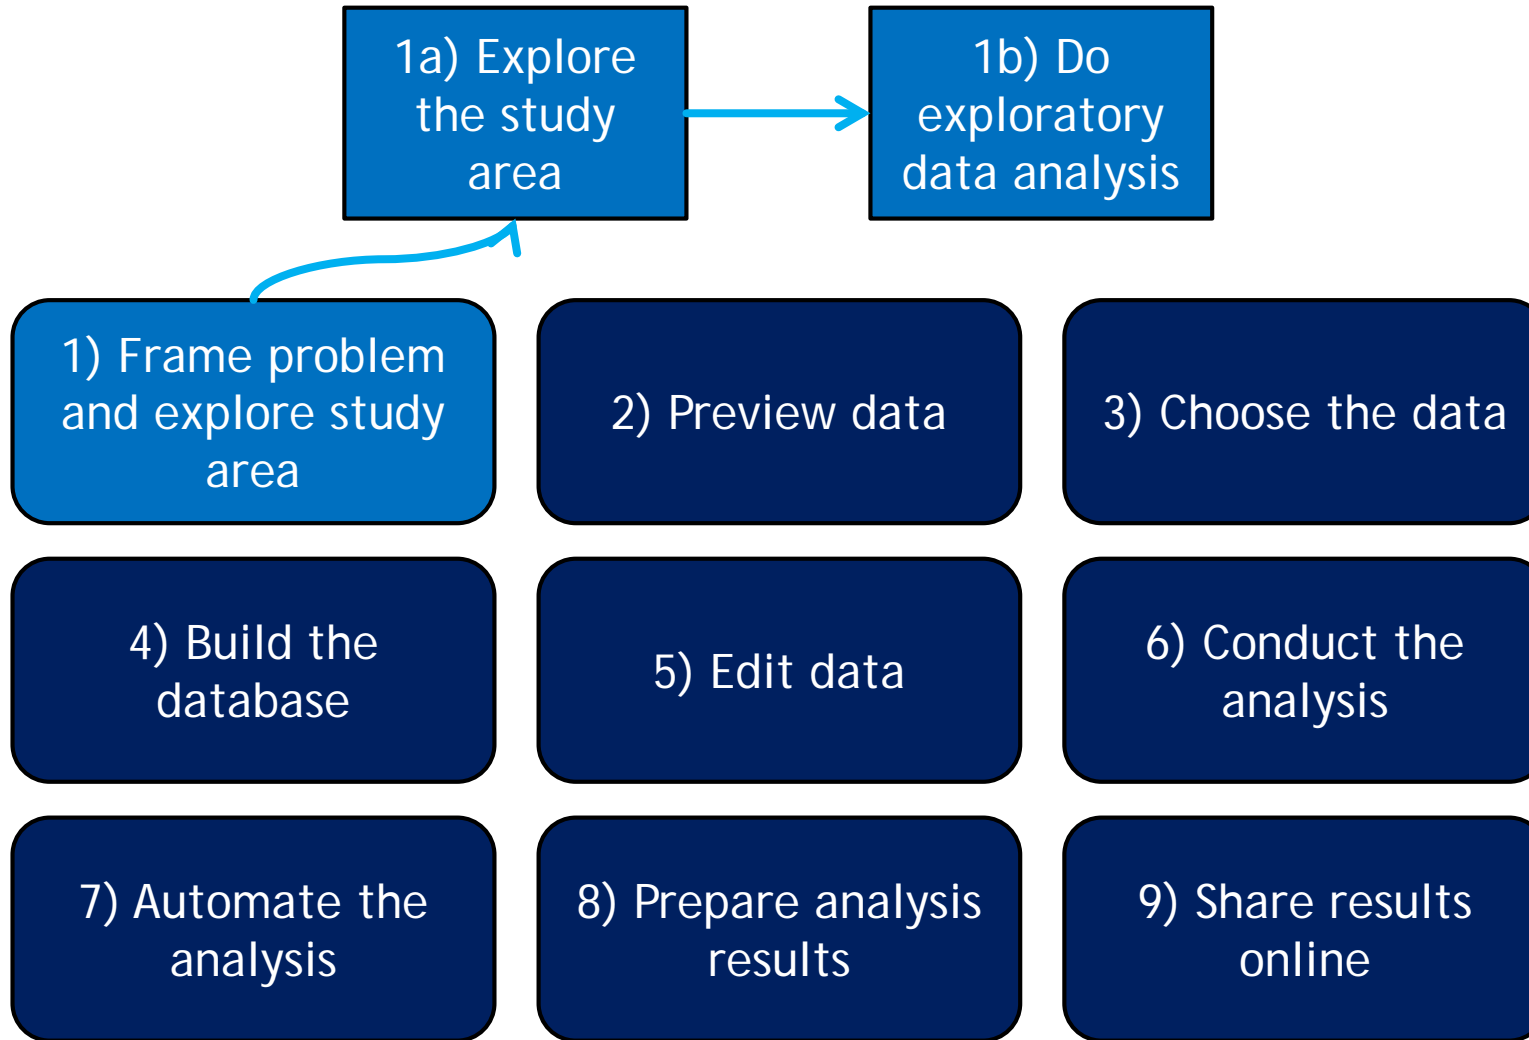 1a) Explore
the study
area
1b) Do
exploratory
data analysis
1) Frame problem
and explore study
area
2) Preview data
3) Choose the data
4) Build the
database
5) Edit data
6) Conduct the
analysis
7) Automate the
analysis
8) Prepare analysis
results
9) Share results
online